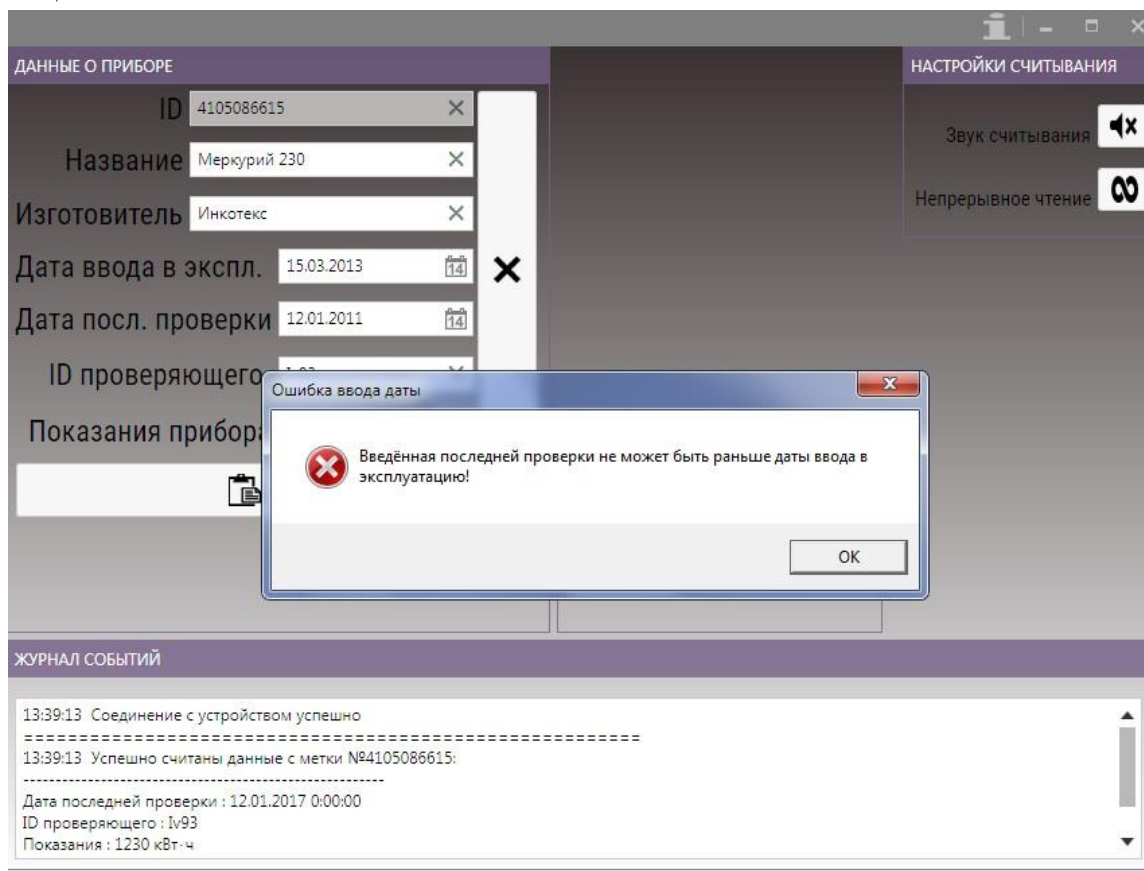 ДАННЫЕ О ПРИБОРЕ
НАСТРОЙКИ СЧИТЫВАНИЯ
ID 4105086615
Звук считывания
Название Меркурий 230
Непрерывное чтение
Изготовитель Инкотекс
Дата ввода в экспл. 15.03.2013 14
Дата посл. проверки 12.01.2011 14
ID проверяющего
Ошибка ввода даты
Показания прибора
Введённая последней проверки не может быть раньше даты ввода в
эксплуатацию!
OK
ЖУРНАЛ СОБЫТИЙ
13:39:13 Соединение с устройством успешно
========================================================
13:39:13 Успешно считаны данные с метки №4105086615:
--------------------------------------------------------
Дата последней проверки : 12.01.2017 0:00:00
ID проверяющего : Iv93
Показания : 1230 кВт·ч